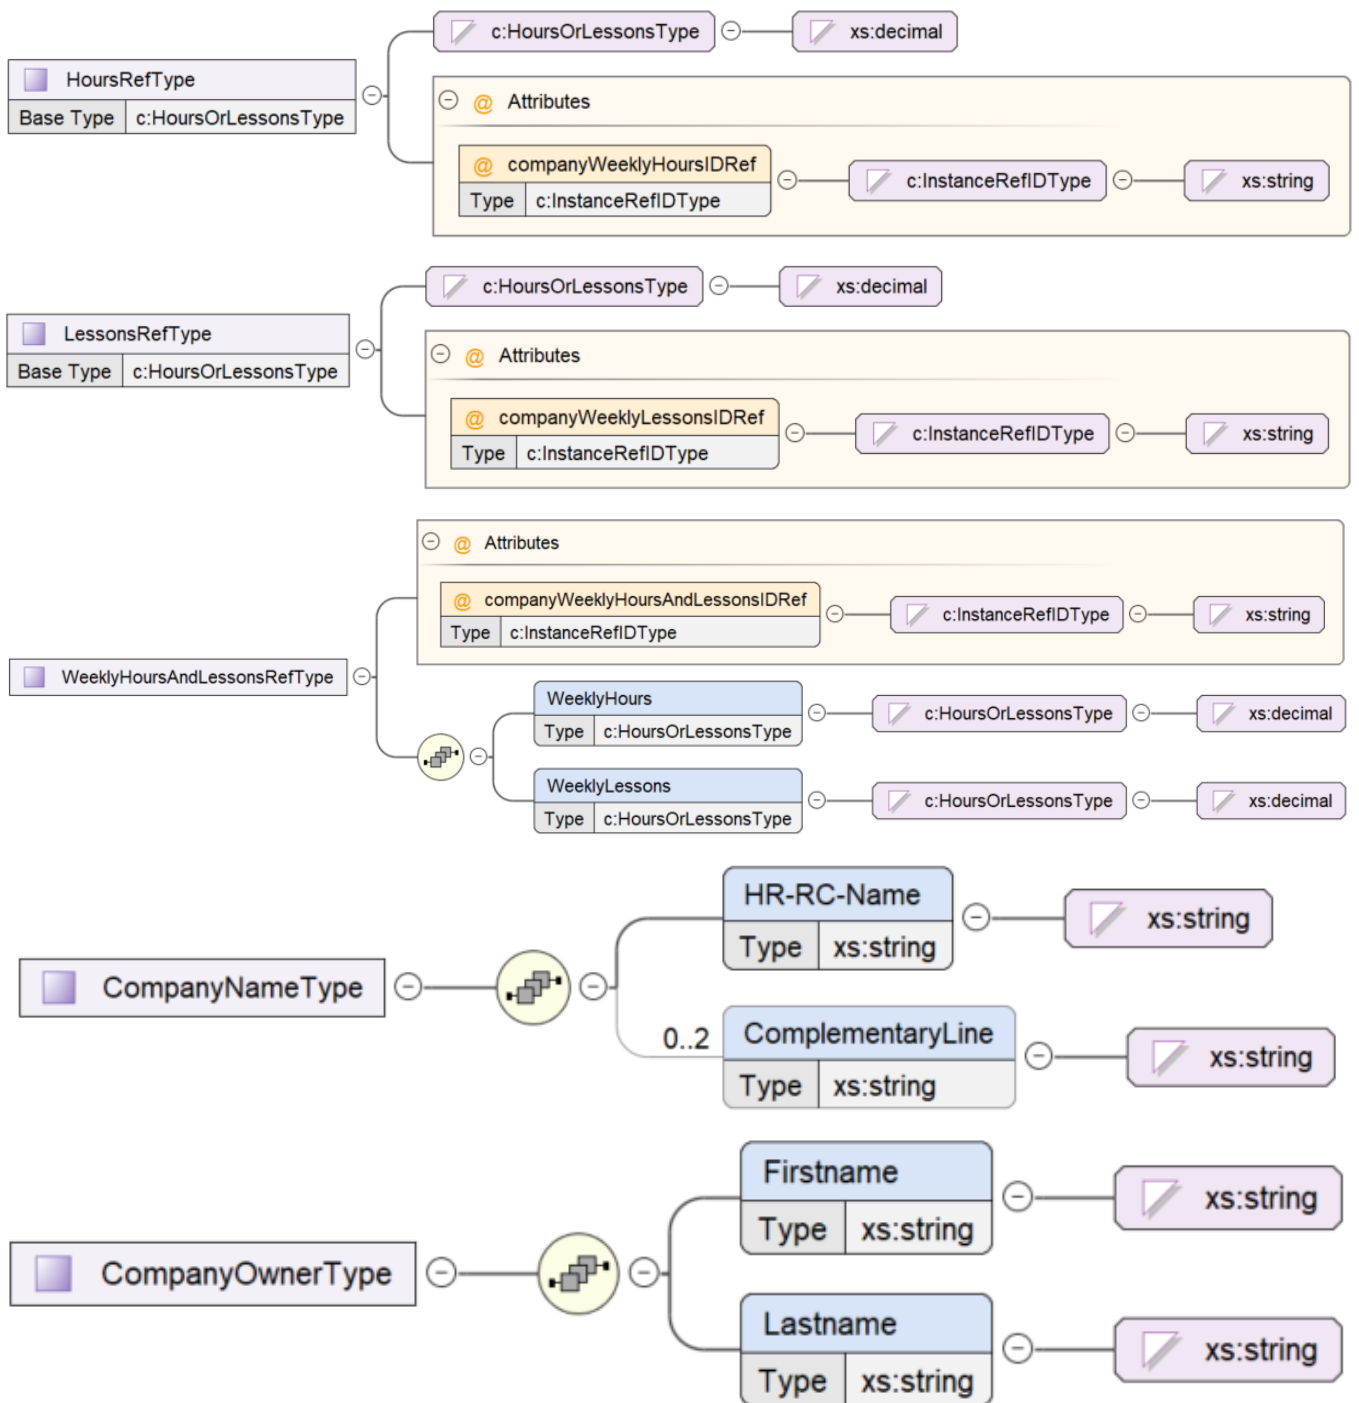 c:HoursOrLessonsType xs:decimal
HoursRefType
Base Type c:HoursOrLessonsType
@ Attributes
@ companyWeeklyHoursIDRef
Type c:InstanceRefIDType
c:InstanceRefIDType xs:string
c:HoursOrLessonsType xs:decimal
LessonsRefType
Base Type c:HoursOrLessonsType
@ Attributes
@ companyWeeklyLessonsIDRef
Type c:InstanceRefIDType
c:InstanceRefIDType xs:string
@ Attributes
@ companyWeeklyHoursAndLessonsIDRef
Type c:InstanceRefIDType
c:InstanceRefIDType xs:string
WeeklyHoursAndLessonsRefType
WeeklyHours
Type c:HoursOrLessonsType
c:HoursOrLessonsType xs:decimal
WeeklyLessons
Type c:HoursOrLessonsType
c:HoursOrLessonsType xs:decimal
CompanyNameType
HR-RC-Name
Type xs:string
xs:string
0..2
ComplementaryLine
Type xs:string
xs:string
CompanyOwnerType
Firstname
Type xs:string
xs:string
Lastname
Type xs:string
xs:string